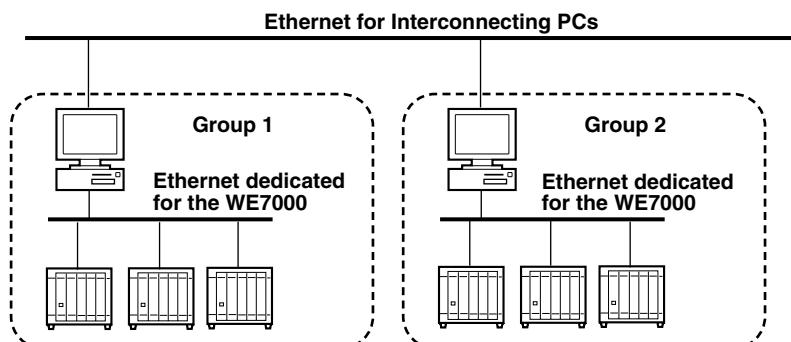 Ethernet for Interconnecting PCs
Group 1
Ethernet dedicated
for the WE7000
Group 2
Ethernet dedicated
for the WE7000